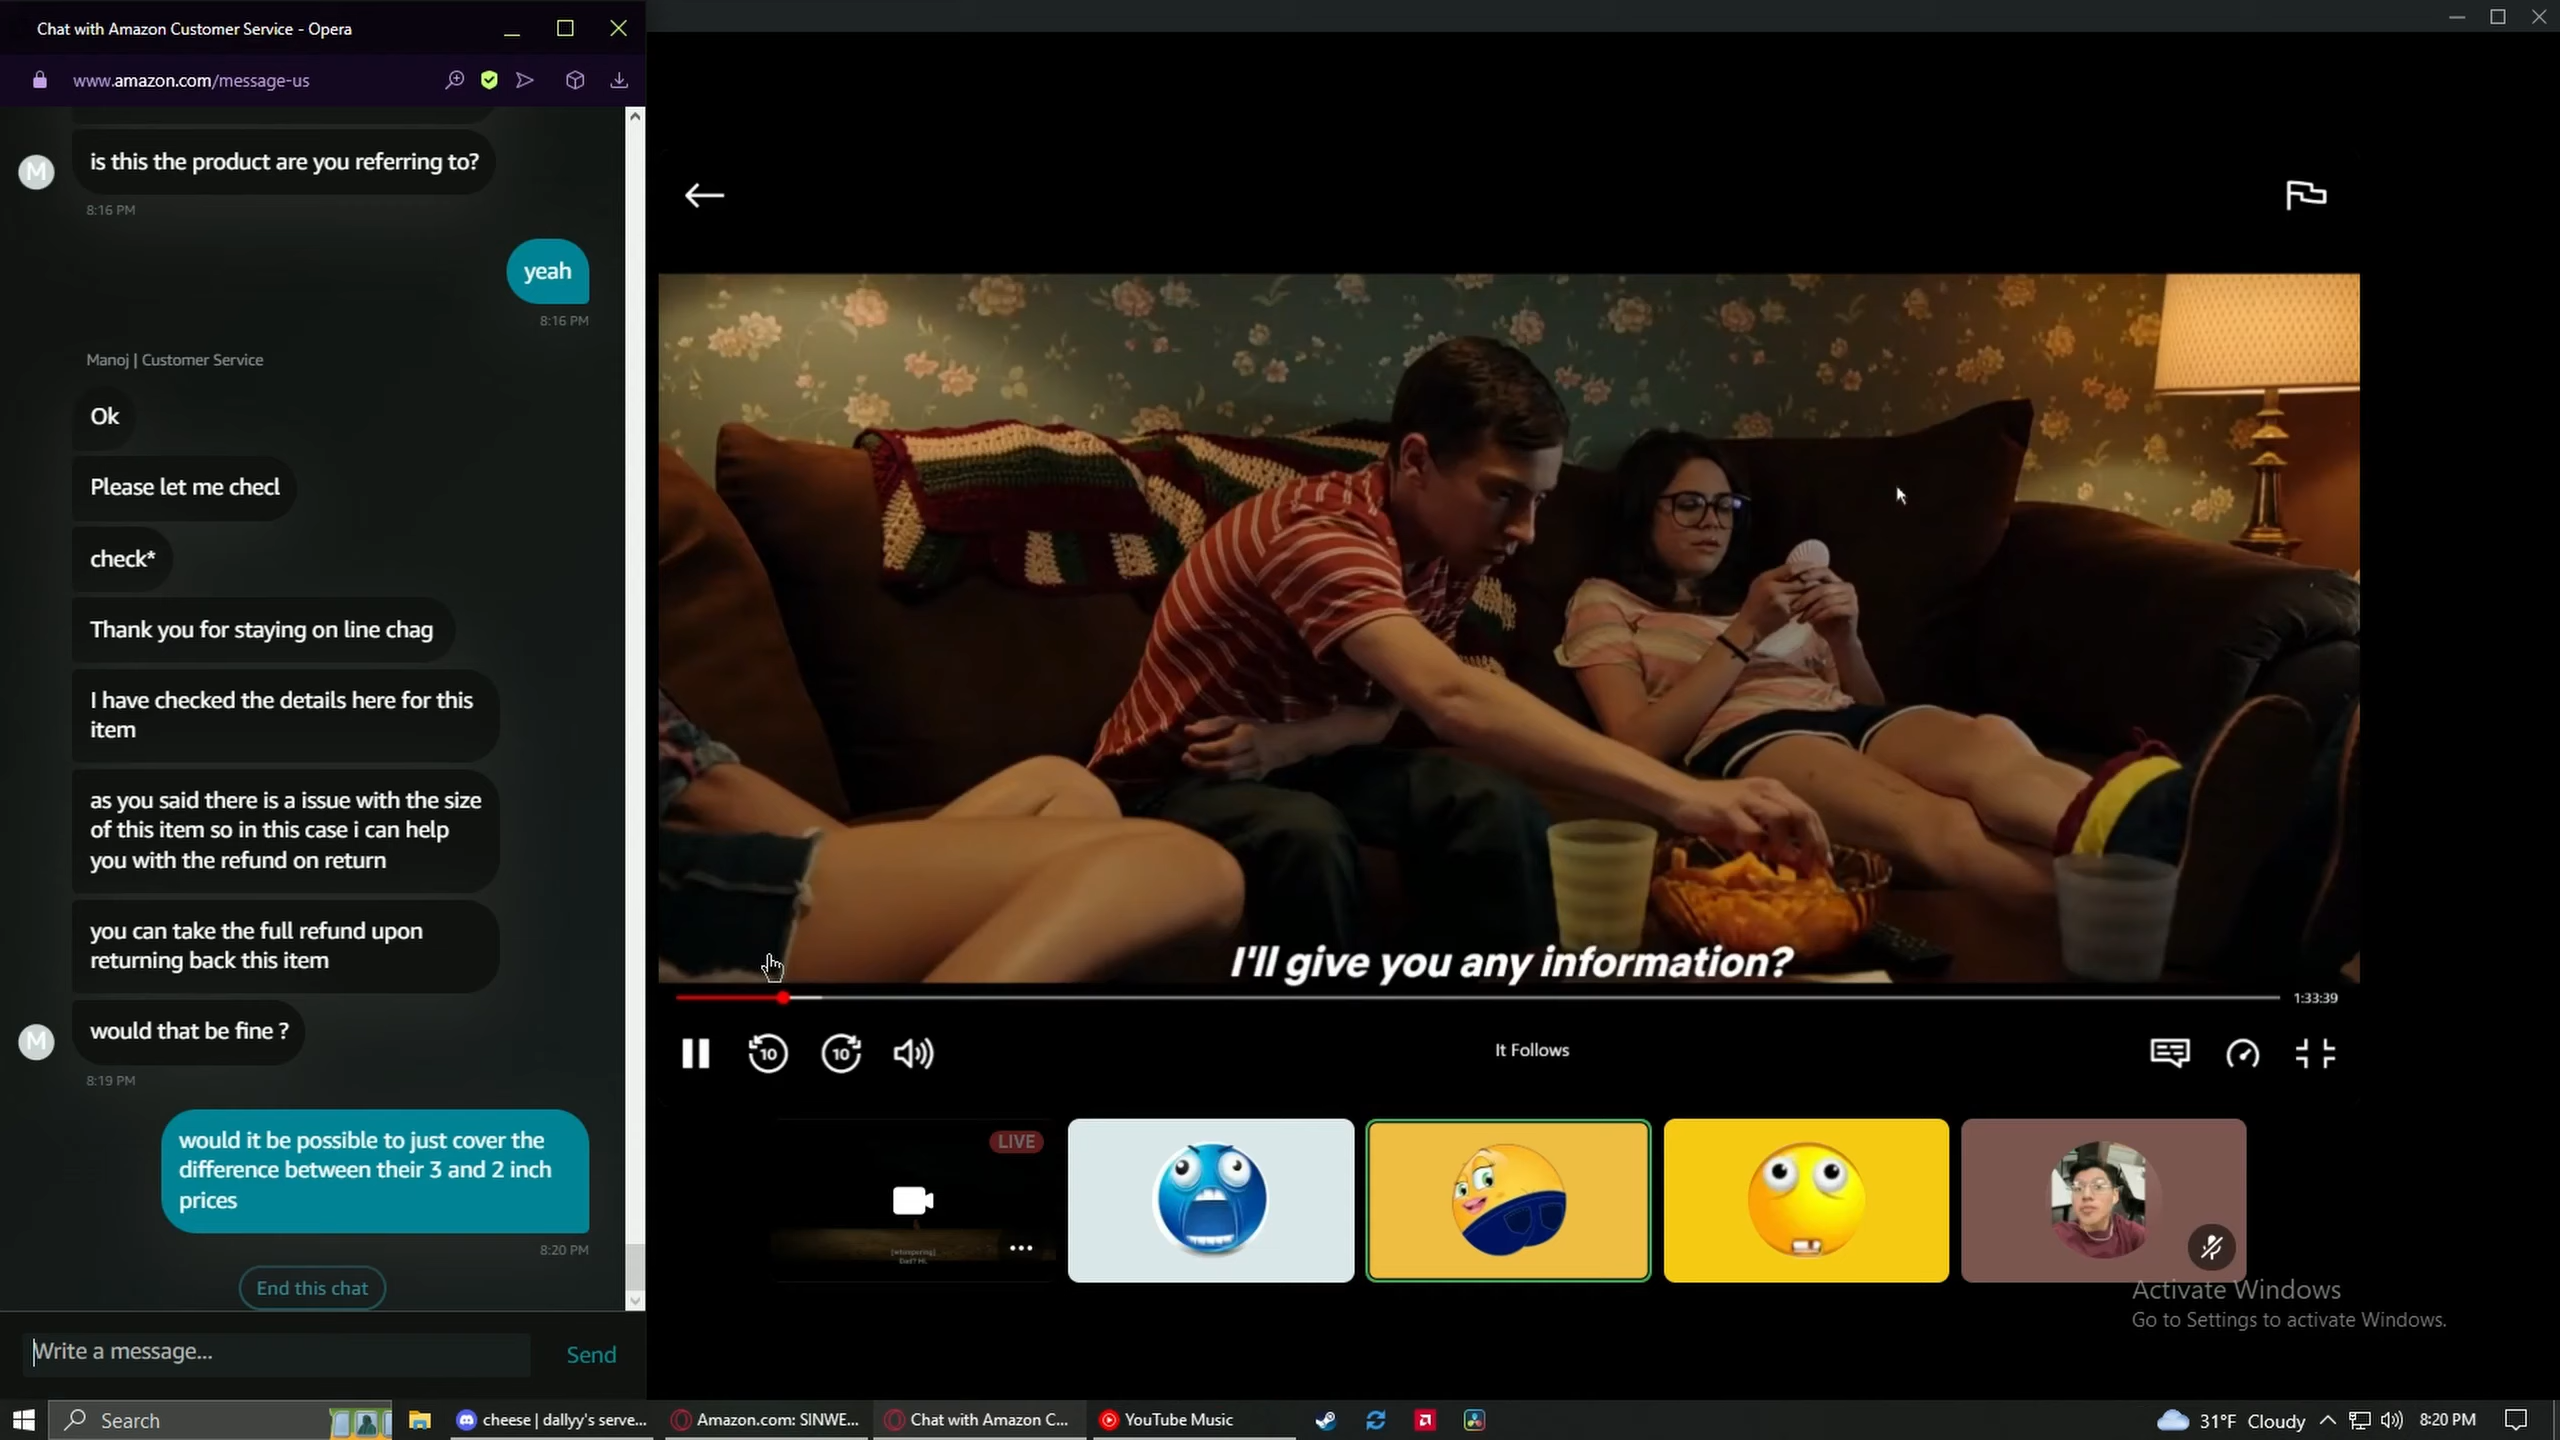 Chat with Amazon Customer Service - Opera
www.amazon.com/message-us
is this the product are you referring to?
8:16 PM
yeah
8:16 PM
Manoj | Customer Service
Ok
Please let me checl
check*
Thank you for staying on line chag
I have checked the details here for this
item
as you said there is a issue with the size
of this item so in this case i can help
you with the refund on return
you can take the full refund upon
returning back this item
would that be fine ?
M
M
8:19 PM
would it be possible to just cover the
difference between their 3 and 2 inch
prices
8:20 PM
End this chat
Write a message...
Send
I'll give you any information?
1:33:39
10
10
It Follows
LIVE
[whimpering]
Activate Windows
Go to Settings to activate Windows.
Search
cheese | dallyy's serve...
Amazon.com: SINWE...
Chat with Amazon C...
YouTube Music
31°F Cloudy
8:20 PM